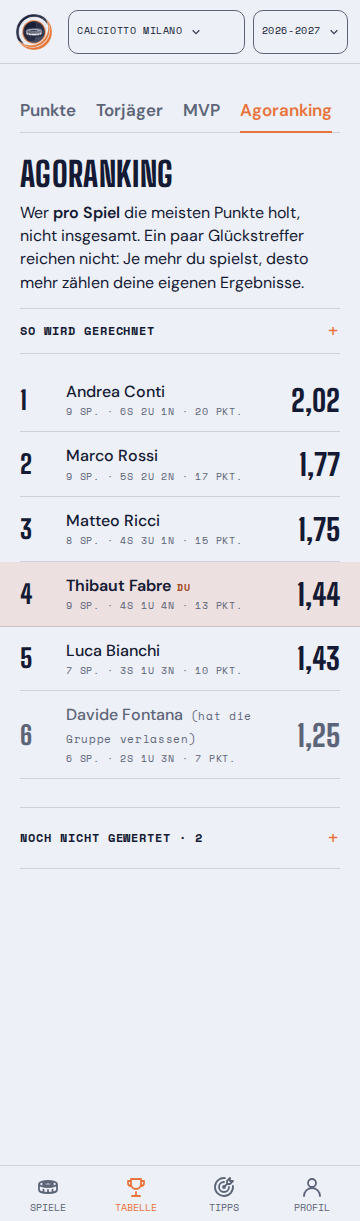 CALCIOTTO MILANO
2026-2027
Punkte Torjäger MVP Agoranking
AGORANKING
Wer pro Spiel die meisten Punkte holt,
nicht insgesamt. Ein paar Glückstreffer
reichen nicht: Je mehr du spielst, desto
mehr zählen deine eigenen Ergebnisse.
SO WIRD GERECHNET +
1 Andrea Conti 2,02
9 SP. · 6S 2U 1N · 20 PKT.
2 Marco Rossi 1,77
9 SP. · 5S 2U 2N · 17 PKT.
3 Matteo Ricci 1,75
8 SP. · 4S 3U 1N · 15 PKT.
4 Thibaut Fabre DU 1,44
9 SP. · 4S 1U 4N · 13 PKT.
5 Luca Bianchi 1,43
7 SP. · 3S 1U 3N · 10 PKT.
6 Davide Fontana (hat die 1,25
Gruppe verlassen)
6 SP. · 2S 1U 3N · 7 PKT.
NOCH NICHT GEWERTET · 2 +
SPIELE TABELLE TIPPS PROFIL